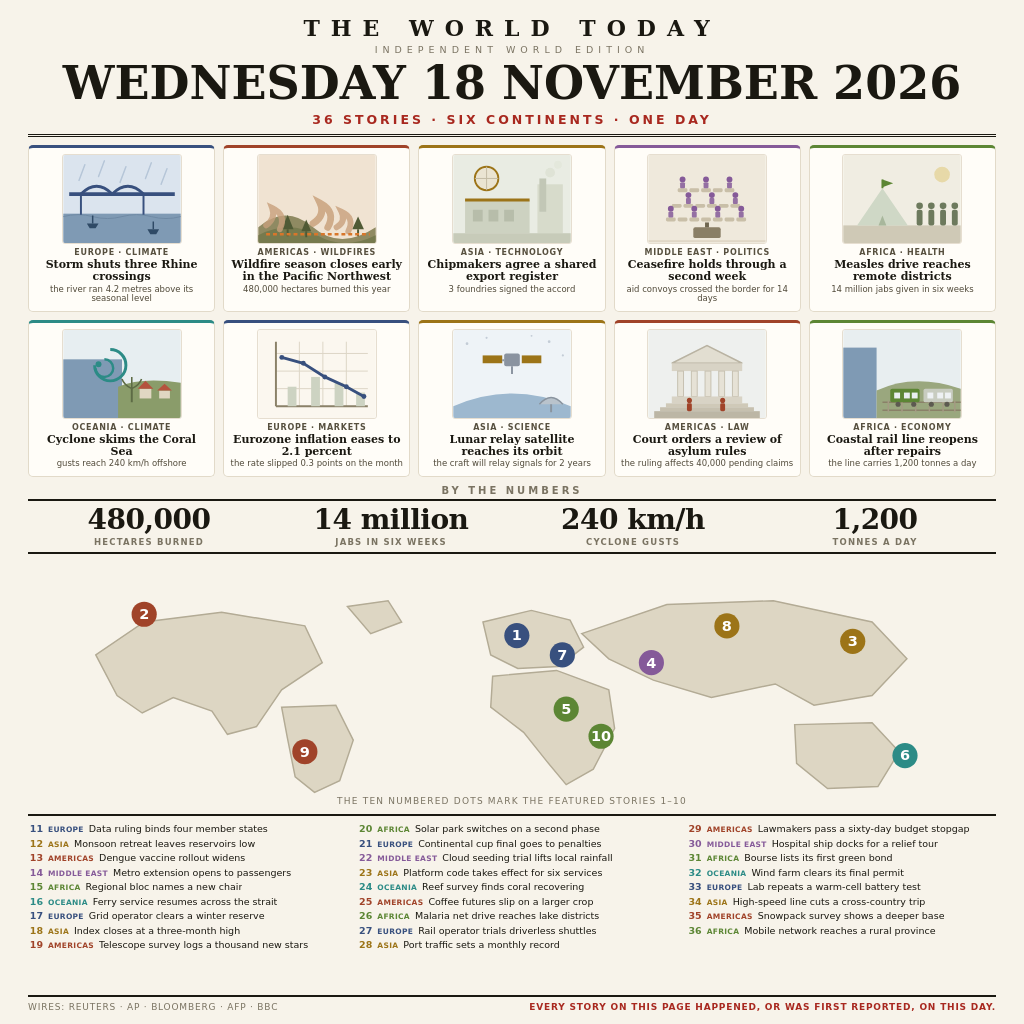 THE WORLD TODAY
INDEPENDENT WORLD EDITION
WEDNESDAY 18 NOVEMBER 2026
36 STORIES · SIX CONTINENTS · ONE DAY
EUROPE · CLIMATE
Storm shuts three Rhine
crossings
the river ran 4.2 metres above its
seasonal level
AMERICAS · WILDFIRES
Wildfire season closes early
in the Pacific Northwest
480,000 hectares burned this year
ASIA · TECHNOLOGY
Chipmakers agree a shared
export register
3 foundries signed the accord
MIDDLE EAST · POLITICS
Ceasefire holds through a
second week
aid convoys crossed the border for 14
days
AFRICA · HEALTH
Measles drive reaches
remote districts
14 million jabs given in six weeks
OCEANIA · CLIMATE
Cyclone skims the Coral
Sea
gusts reach 240 km/h offshore
EUROPE · MARKETS
Eurozone inflation eases to
2.1 percent
the rate slipped 0.3 points on the month
ASIA · SCIENCE
Lunar relay satellite
reaches its orbit
the craft will relay signals for 2 years
AMERICAS · LAW
Court orders a review of
asylum rules
the ruling affects 40,000 pending claims
AFRICA · ECONOMY
Coastal rail line reopens
after repairs
the line carries 1,200 tonnes a day
BY THE NUMBERS
480,000
HECTARES BURNED
14 million
JABS IN SIX WEEKS
240 km/h
CYCLONE GUSTS
1,200
TONNES A DAY
2
1
8
3
7
4
5
10
9
6
THE TEN NUMBERED DOTS MARK THE FEATURED STORIES 1–10
11 EUROPE Data ruling binds four member states
12 ASIA Monsoon retreat leaves reservoirs low
13 AMERICAS Dengue vaccine rollout widens
14 MIDDLE EAST Metro extension opens to passengers
15 AFRICA Regional bloc names a new chair
16 OCEANIA Ferry service resumes across the strait
17 EUROPE Grid operator clears a winter reserve
18 ASIA Index closes at a three-month high
19 AMERICAS Telescope survey logs a thousand new stars
20 AFRICA Solar park switches on a second phase
21 EUROPE Continental cup final goes to penalties
22 MIDDLE EAST Cloud seeding trial lifts local rainfall
23 ASIA Platform code takes effect for six services
24 OCEANIA Reef survey finds coral recovering
25 AMERICAS Coffee futures slip on a larger crop
26 AFRICA Malaria net drive reaches lake districts
27 EUROPE Rail operator trials driverless shuttles
28 ASIA Port traffic sets a monthly record
29 AMERICAS Lawmakers pass a sixty-day budget stopgap
30 MIDDLE EAST Hospital ship docks for a relief tour
31 AFRICA Bourse lists its first green bond
32 OCEANIA Wind farm clears its final permit
33 EUROPE Lab repeats a warm-cell battery test
34 ASIA High-speed line cuts a cross-country trip
35 AMERICAS Snowpack survey shows a deeper base
36 AFRICA Mobile network reaches a rural province
WIRES: REUTERS · AP · BLOOMBERG · AFP · BBC
EVERY STORY ON THIS PAGE HAPPENED, OR WAS FIRST REPORTED, ON THIS DAY.